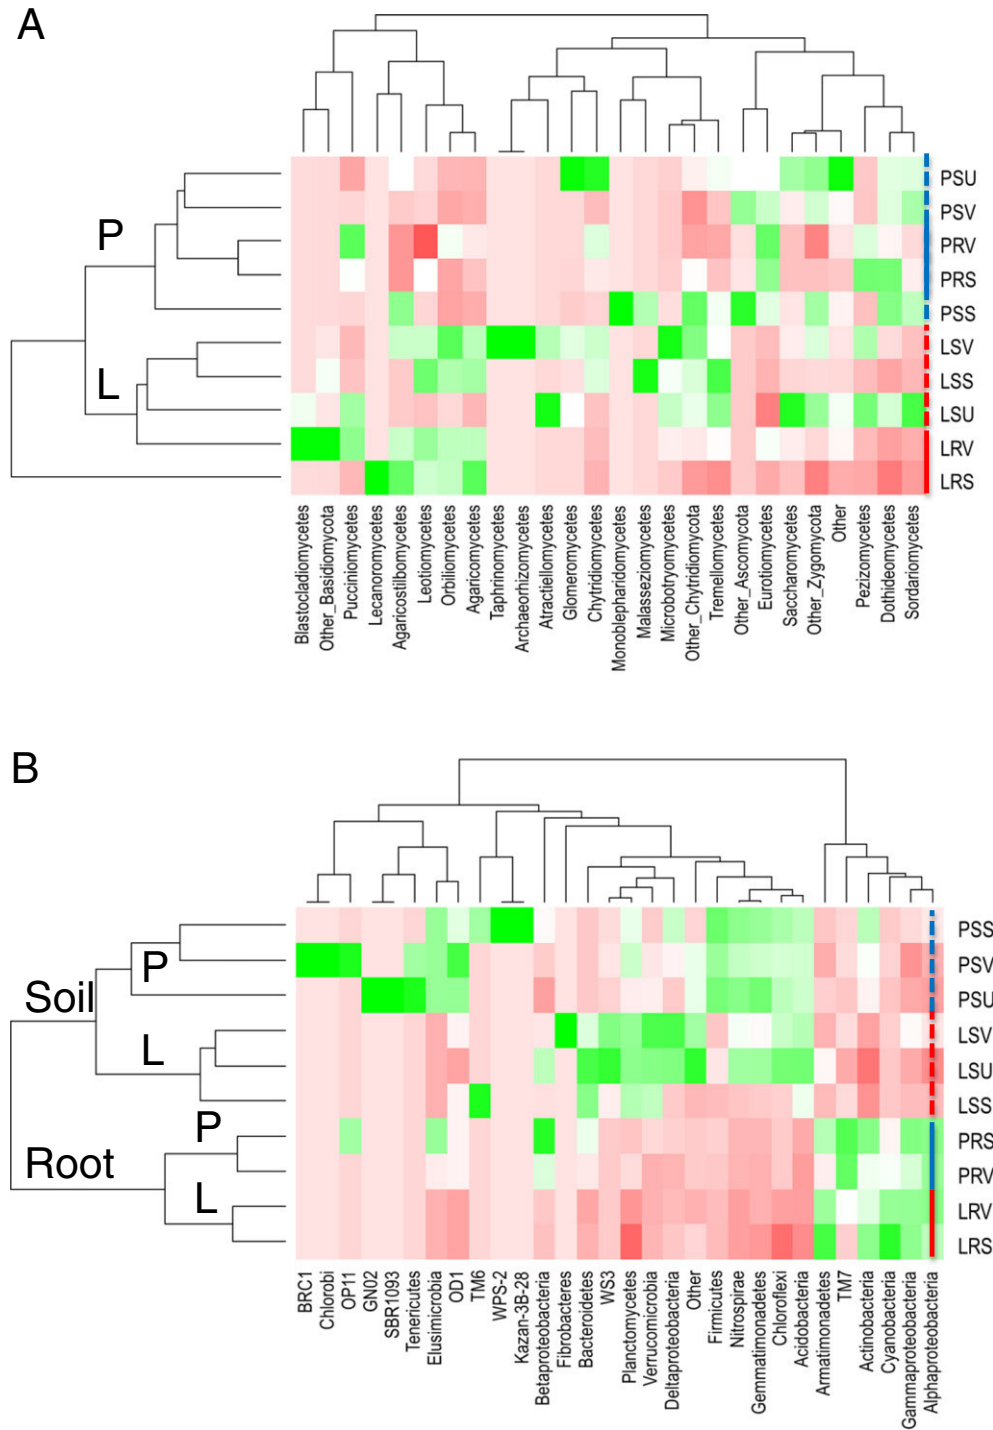 A
P
L
PSU
PSV
PRV
PRS
PSS
LSV
LSS
LSU
LRV
LRS
Blastocladiomycetes
Other_Basidiomycota
Pucciniomycetes
Lecanoromycetes
Agaricostilbomycetes
Leotiomycetes
Orbiliomycetes
Agaricomycetes
Taphrinomycetes
Archaeorhizomycetes
Atractiellomycetes
Glomeromycetes
Chytridiomycetes
Monoblepharidomycetes
Malasseziomycetes
Microbotryomycetes
Other_Chytridiomycota
Tremellomycetes
Other_Ascomycota
Eurotiomycetes
Saccharomycetes
Other_Zygomycota
Other
Pezizomycetes
Dothideomycetes
Sordariomycetes
B
Soil
P
L
Root
P
L
PSS
PSV
PSU
LSV
LSU
LSS
PRS
PRV
LRV
LRS
BRC1
Chlorobi
OP11
GN02
SBR1093
Tenericutes
Elusimicrobia
OD1
TM6
WPS-2
Kazan-3B-28
Betaproteobacteria
Fibrobacteres
Bacteroidetes
WS3
Planctomycetes
Verrucomicrobia
Deltaproteobacteria
Other
Firmicutes
Nitrospirae
Gemmatimonadetes
Chloroflexi
Acidobacteria
Armatimonadetes
TM7
Actinobacteria
Cyanobacteria
Gammaproteobacteria
Alphaproteobacteria